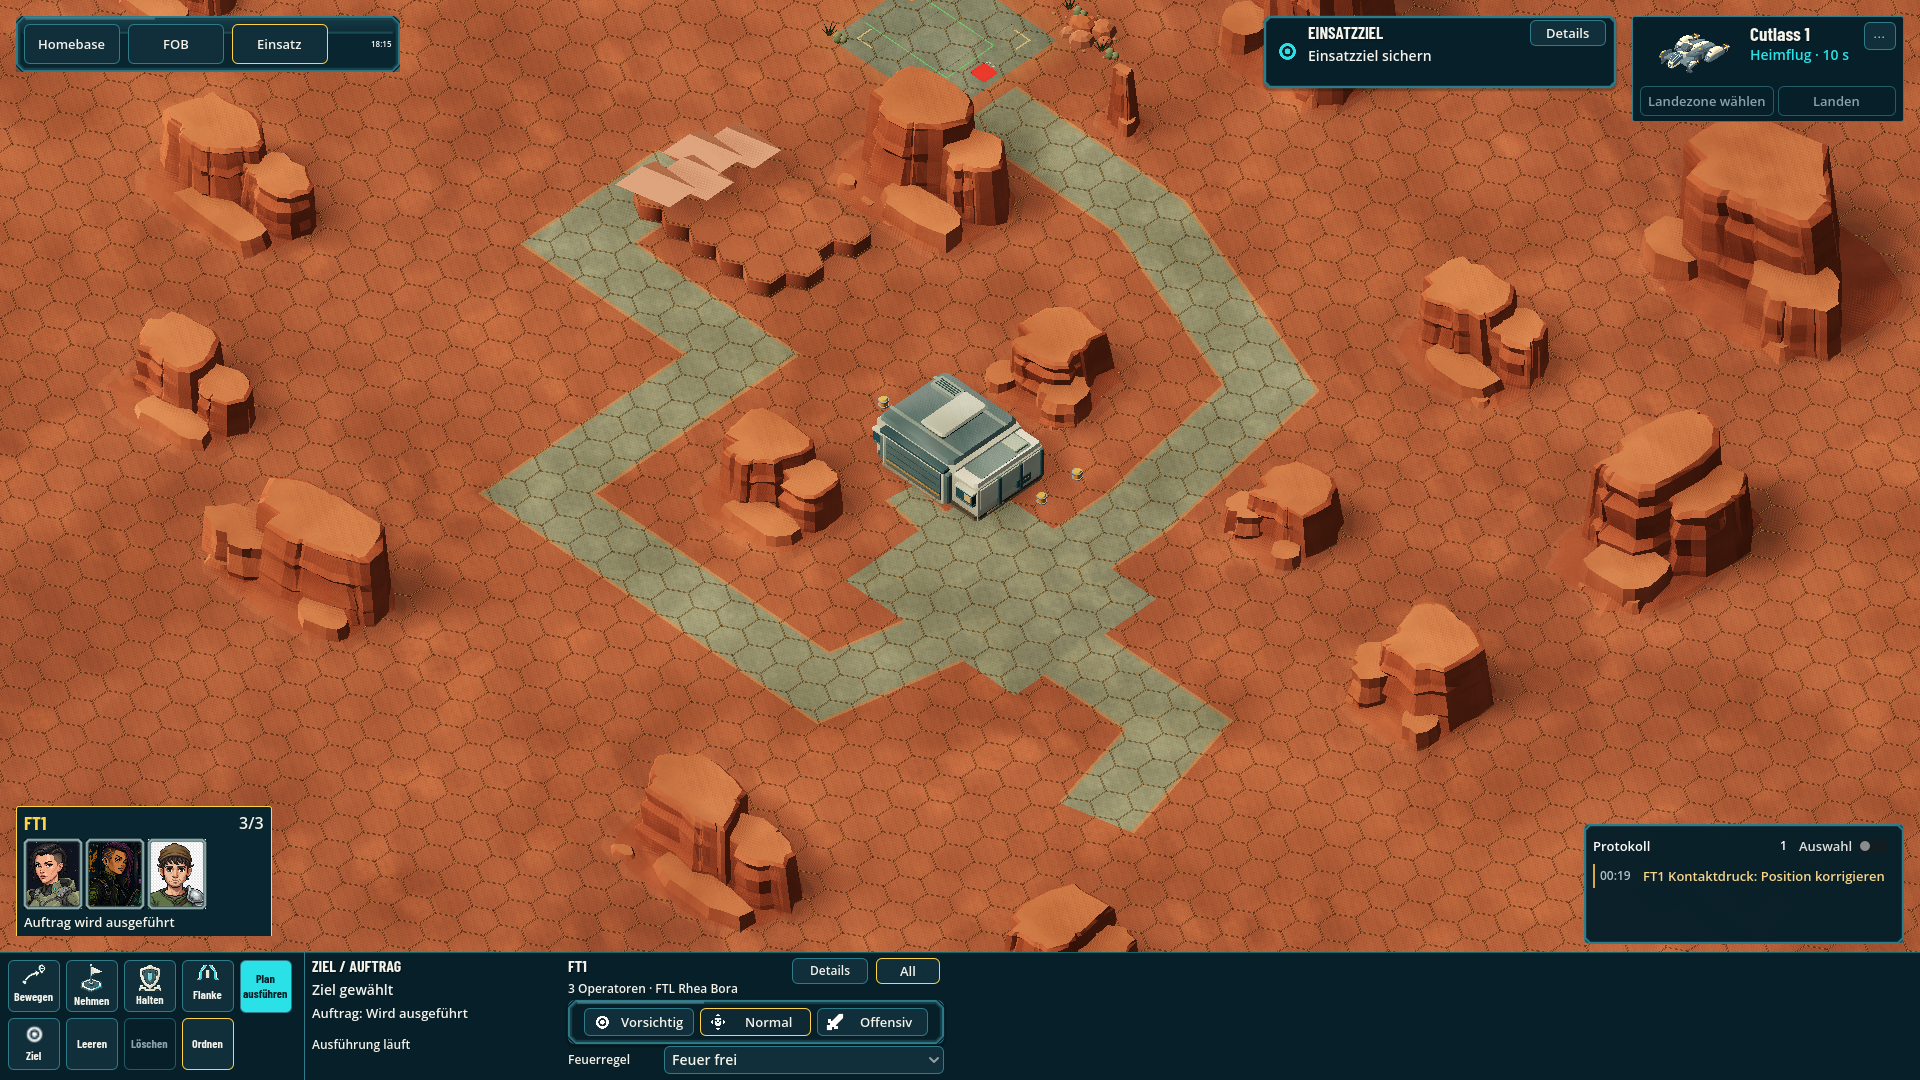 Homebase
FOB
Einsatz
18:15
EINSATZZIEL
Einsatzziel sichern
Details
Cutlass 1
Heimflug · 10 s
...
Landezone wählen
Landen
FT1
3/3
Auftrag wird ausgeführt
Protokoll
1
Auswahl
00:19
FT1 Kontaktdruck: Position korrigieren
Bewegen
Nehmen
Halten
Flanke
Plan
ausführen
Ziel
Leeren
Löschen
Ordnen
ZIEL / AUFTRAG
Ziel gewählt
Auftrag: Wird ausgeführt
Ausführung läuft
FT1
Details
All
3 Operatoren · FTL Rhea Bora
Vorsichtig
Normal
Offensiv
Feuerregel
Feuer frei